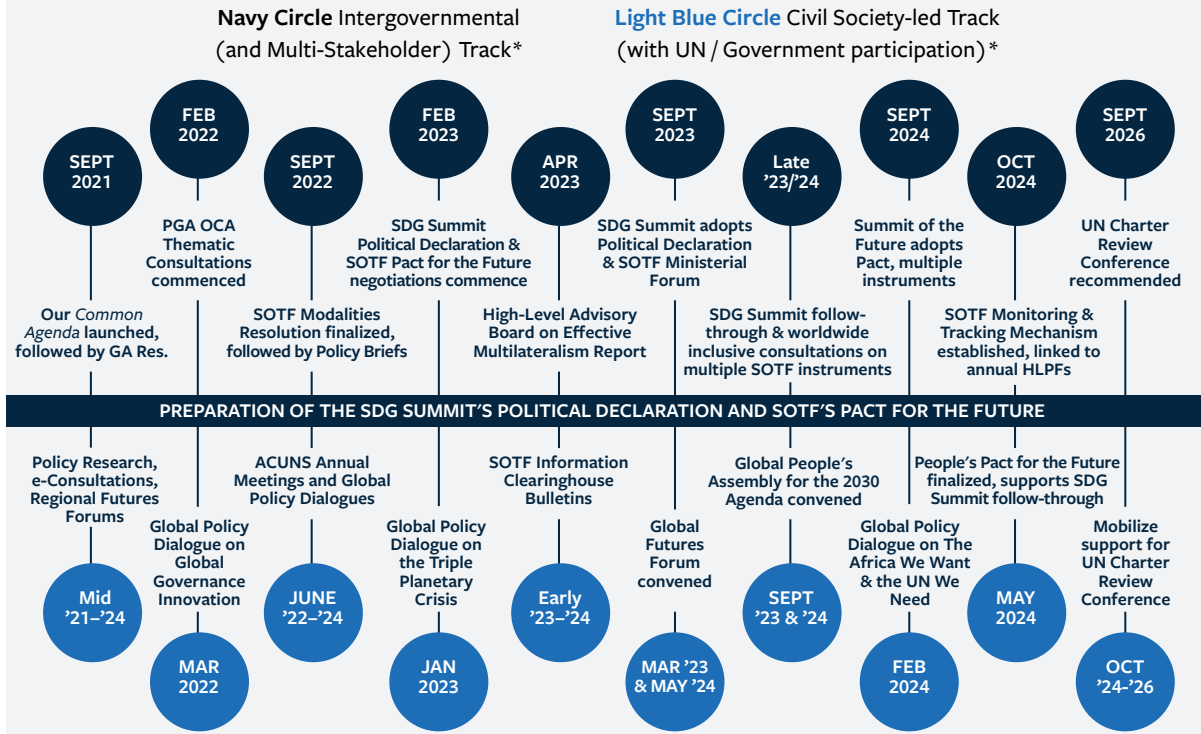 Navy Circle Intergovernmental
(and Multi-Stakeholder) Track*
Light Blue Circle Civil Society-led Track
(with UN / Government participation)*
SEPT
2021
Our Common
Agenda launched,
followed by GA Res.
FEB
2022
PGA OCA
Thematic
Consultations
commenced
SEPT
2022
SOTF Modalities
Resolution finalized,
followed by Policy Briefs
FEB
2023
SDG Summit
Political Declaration &
SOTF Pact for the Future
negotiations commence
APR
2023
High-Level Advisory
Board on Effective
Multilateralism Report
SEPT
2023
SDG Summit adopts
Political Declaration
& SOTF Ministerial
Forum
Late
’23/’24
SDG Summit follow-
through & worldwide
inclusive consultations on
multiple SOTF instruments
SEPT
2024
Summit of the
Future adopts
Pact, multiple
instruments
OCT
2024
SOTF Monitoring &
Tracking Mechanism
established, linked to
annual HLPFs
SEPT
2026
UN Charter
Review
Conference
recommended
PREPARATION OF THE SDG SUMMIT’S POLITICAL DECLARATION AND SOTF’S PACT FOR THE FUTURE
Policy Research,
e-Consultations,
Regional Futures
Forums
Mid
’21–’24
Global Policy
Dialogue on
Global
Governance
Innovation
MAR
2022
ACUNS Annual
Meetings and Global
Policy Dialogues
JUNE
’22–’24
Global Policy
Dialogue on
the Triple
Planetary
Crisis
JAN
2023
SOTF Information
Clearinghouse
Bulletins
Early
’23–’24
Global
Futures
Forum
convened
MAR ’23
& MAY ’24
Global People’s
Assembly for the 2030
Agenda convened
SEPT
’23 & ’24
Global Policy
Dialogue on The
Africa We Want
& the UN We
Need
FEB
2024
People’s Pact for the Future
finalized, supports SDG
Summit follow-through
MAY
2024
Mobilize
support for
UN Charter
Review
Conference
OCT
’24-’26